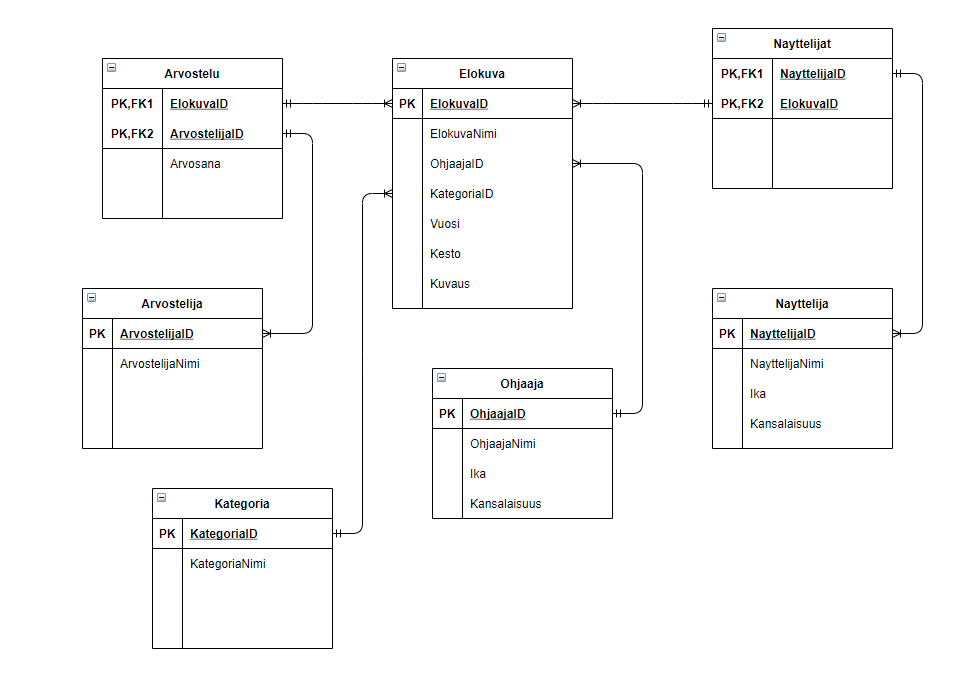 Arvostelu
PK,FK1 ElokuvaID
PK,FK2 ArvostelijaID
Arvosana
Elokuva
PK ElokuvaID
ElokuvaNimi
OhjaajaID
KategoriaID
Vuosi
Kesto
Kuvaus
Nayttelijat
PK,FK1 NayttelijaID
PK,FK2 ElokuvaID
Arvostelija
PK ArvostelijaID
ArvostelijaNimi
Nayttelija
PK NayttelijaID
NayttelijaNimi
Ika
Kansalaisuus
Ohjaaja
PK OhjaajaID
OhjaajaNimi
Ika
Kansalaisuus
Kategoria
PK KategoriaID
KategoriaNimi